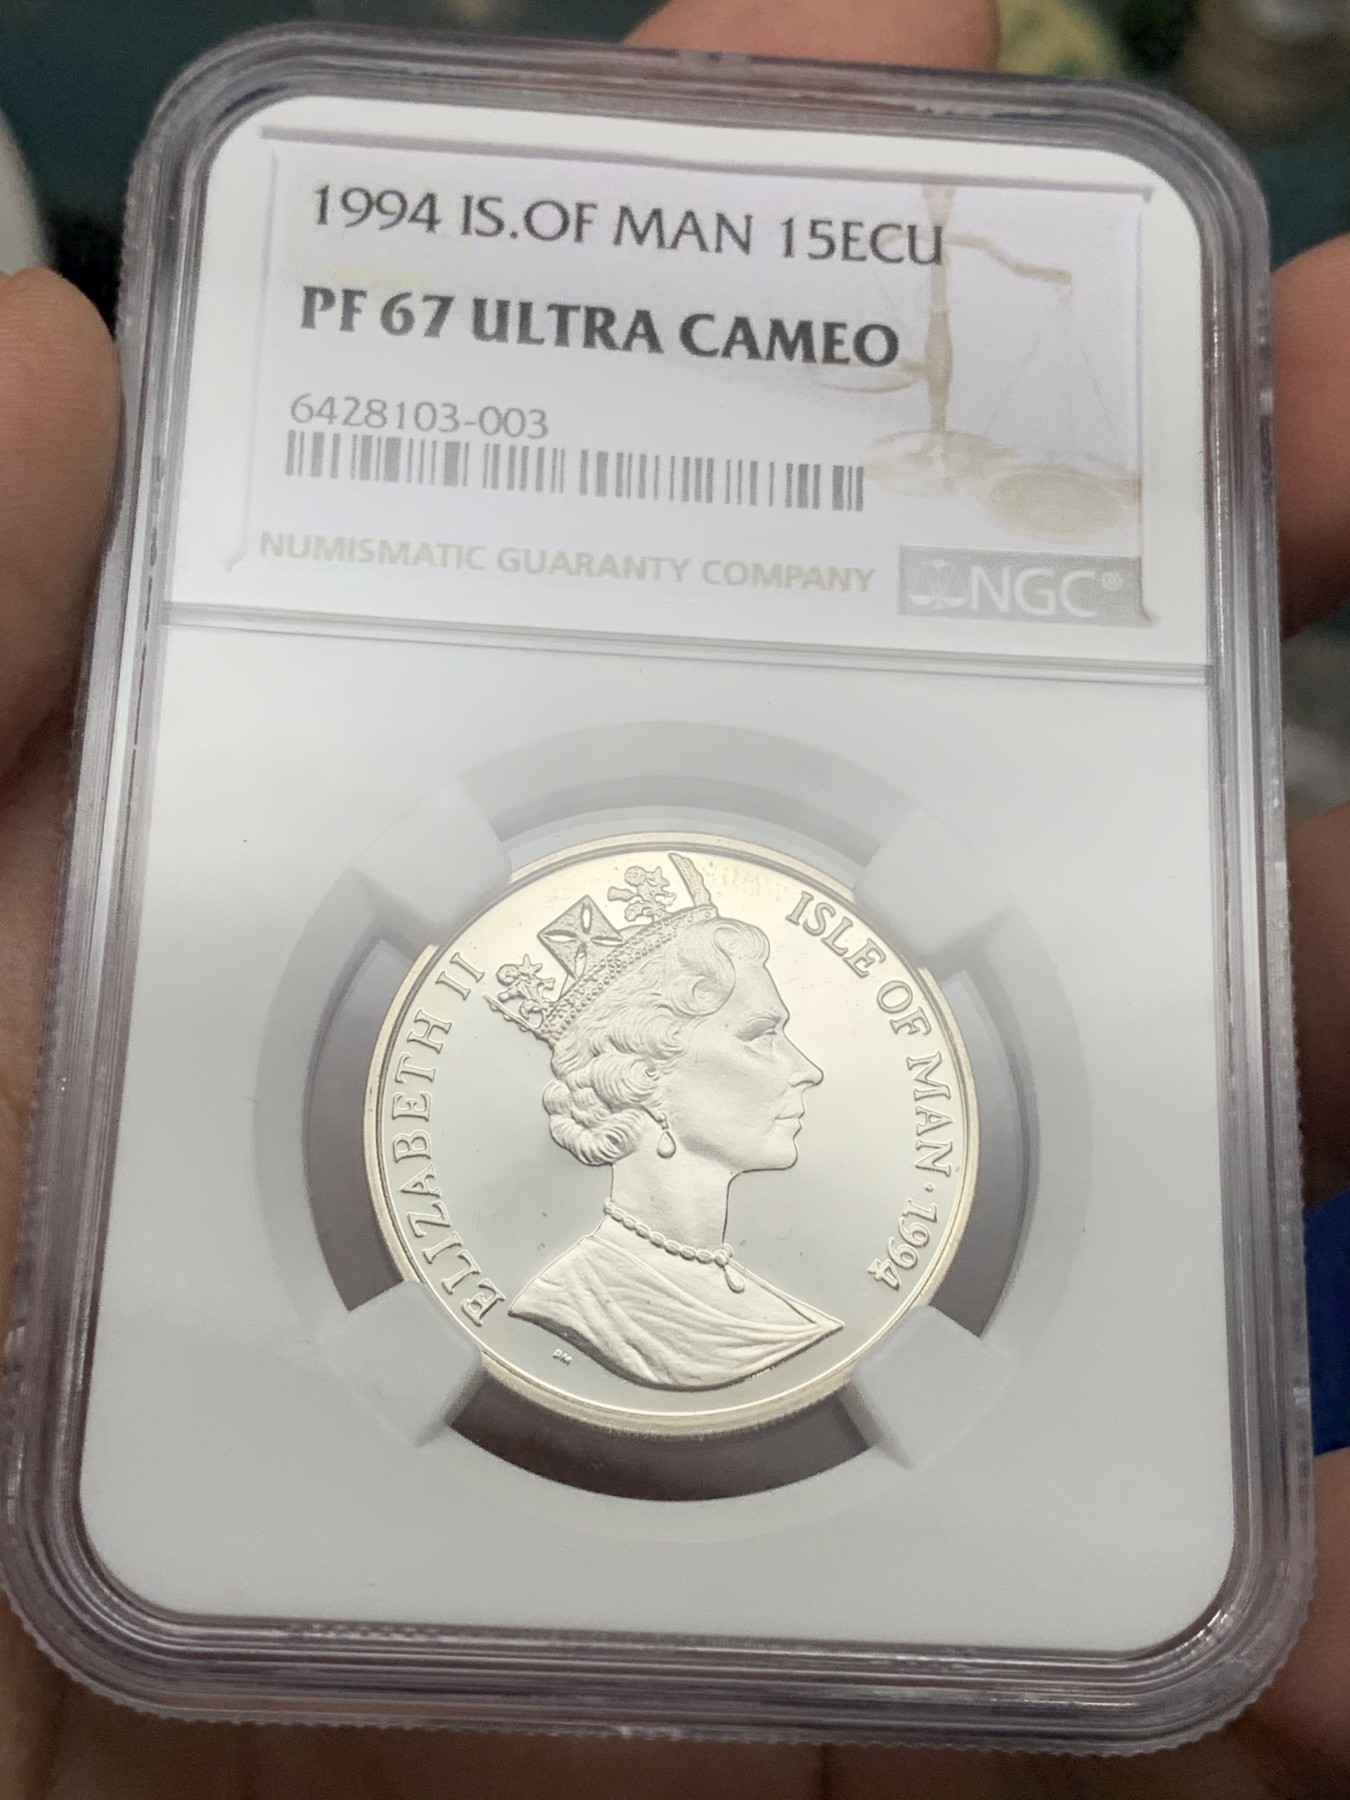 1994 IS.OF MAN 15ECU
PF 67 ULTRA CAMEO
6428103-003
NUMISMATIC GUARANTY COMPANY
NGC®
ELIZABETH II
ISLE OF MAN · 1994
PM